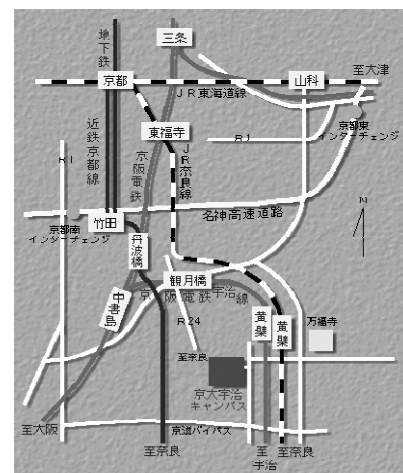 三条
地下鉄
京都
山科
至大津
JR東海道線
京都東
インターチェンジ
東福寺
R1
近鉄京都線
京阪電鉄
JR奈良線
R1
名神高速道路
N
竹田
京都南
インターチェンジ
丹波橋
観月橋
京阪電鉄宇治線
中書島
黄檗
黄檗
万福寺
R24
至奈良
京大宇治
キャンパス
至大阪
京滋バイパス
至奈良
至宇治
至奈良